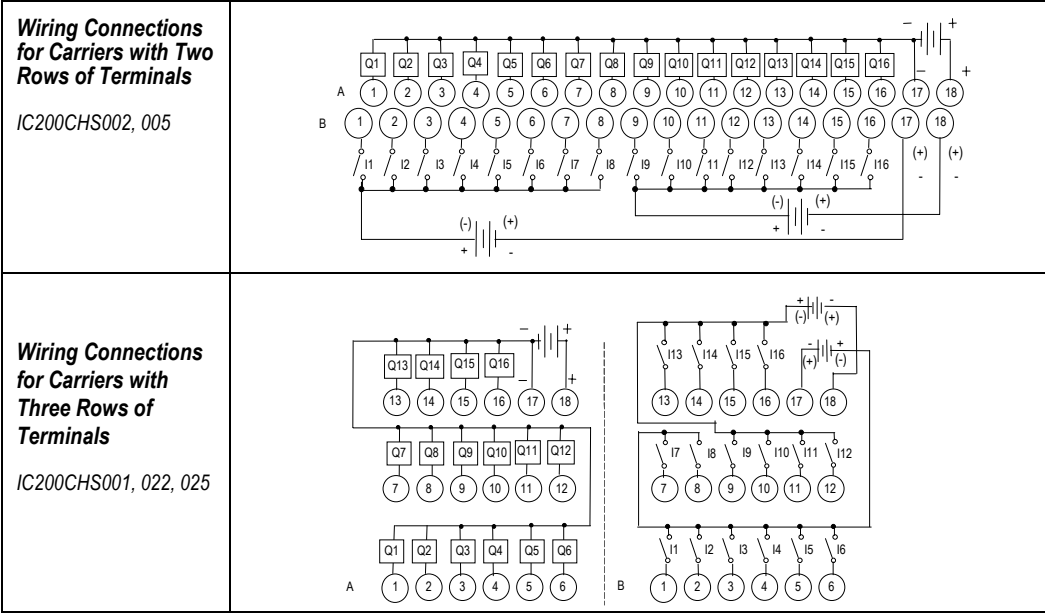 Wiring Connections
for Carriers with Two
Rows of Terminals
IC200CHS002, 005
− +
Q1 Q2 Q3 Q4 Q5 Q6 Q7 Q8 Q9 Q10 Q11 Q12 Q13 Q14 Q15 Q16 − +
A 1 2 3 4 5 6 7 8 9 10 11 12 13 14 15 16 17 18
B 1 2 3 4 5 6 7 8 9 10 11 12 13 14 15 16 17 18
I1 I2 I3 I4 I5 I6 I7 I8 I9 I10 11 I12 I13 I14 I15 I16 (+) (+)
- -
(-) (+)
+ -
(-) (+)
+ -
Wiring Connections
for Carriers with
Three Rows of
Terminals
IC200CHS001, 022, 025
− +
Q13 Q14 Q15 Q16 − +
13 14 15 16 17 18
Q7 Q8 Q9 Q10 Q11 Q12
7 8 9 10 11 12
Q1 Q2 Q3 Q4 Q5 Q6
A 1 2 3 4 5 6
+ -
(-) (+)
I13 I14 I15 I16 - +
(+) (-)
13 14 15 16 17 18
I7 I8 I9 I10 I11 I12
7 8 9 10 11 12
I1 I2 I3 I4 I5 I6
B 1 2 3 4 5 6